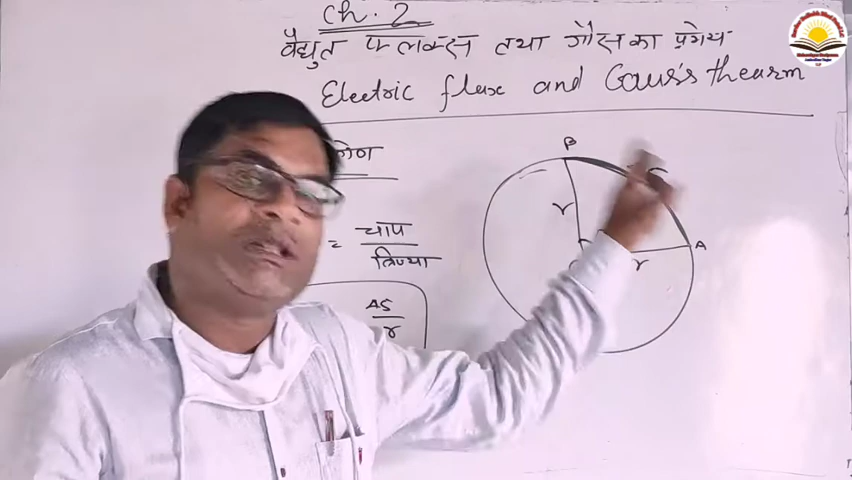 Ch. 2
वैद्युत फ्लक्स तथा गौस का प्रमेय
Electric flux and Gauss's thearm
कोण
= चाप
त्रिज्या
ΔS
r
B
r
A
r